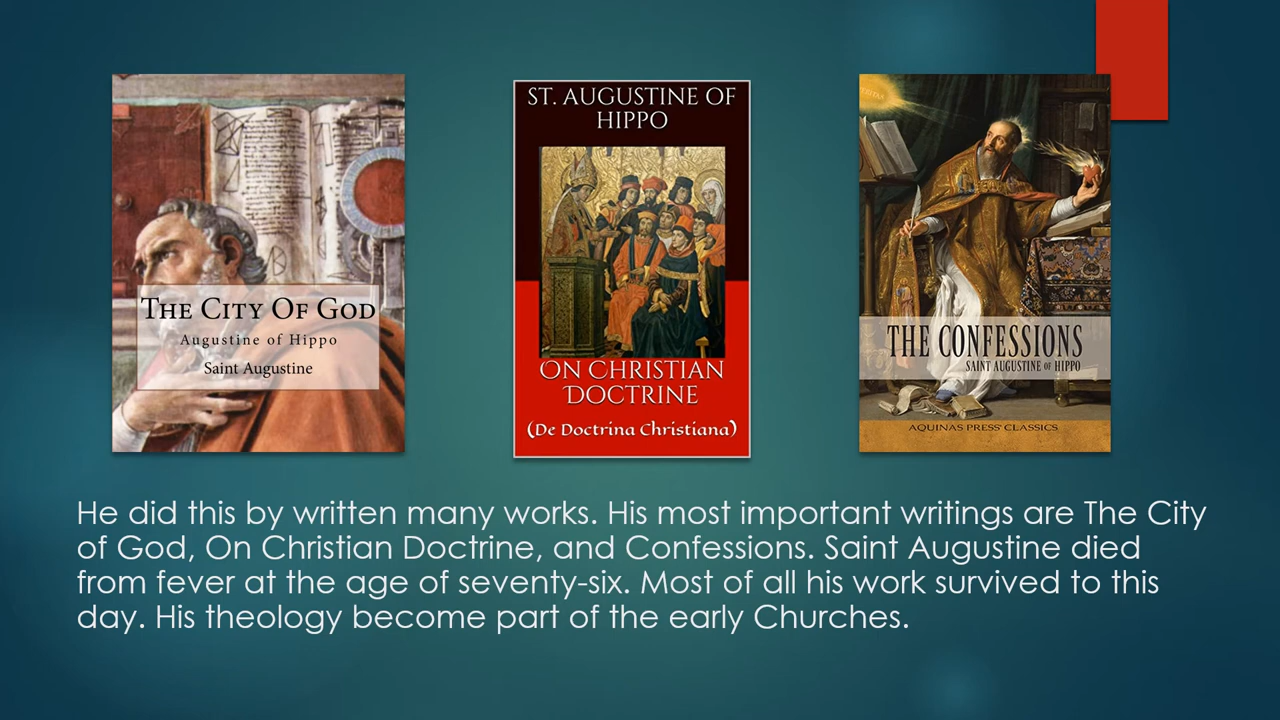 THE CITY OF GOD
Augustine of Hippo
Saint Augustine
ST. AUGUSTINE OF
HIPPO
ON CHRISTIAN
DOCTRINE
(De Doctrina Christiana)
VERITAS
THE CONFESSIONS
SAINT AUGUSTINE OF HIPPO
AQUINAS PRESS CLASSICS
He did this by written many works. His most important writings are The City
of God, On Christian Doctrine, and Confessions. Saint Augustine died
from fever at the age of seventy-six. Most of all his work survived to this
day. His theology become part of the early Churches.